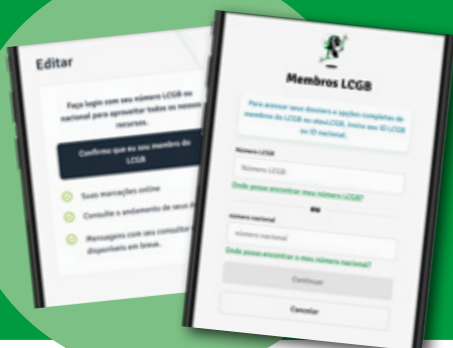 Editar
Faça login com seu número LCGB ou
nacional para aproveitar todos os nossos
recursos.
Confirmo que eu sou membro do
LCGB
Suas marcações online
Consulte o andamento de seus
Mensagens com seu consultor
disponíveis em breve.
Membros LCGB
Para acessar seus dossiers e opções completas de
membros do LCGB no atouLCGB, insira seu ID LCGB
ou ID nacional.
Número LCGB
Número LCGB
Onde posso encontrar meu número LCGB?
ou
número nacional
número nacional
Onde posso encontrar o meu número nacional?
Continuar
Cancelar